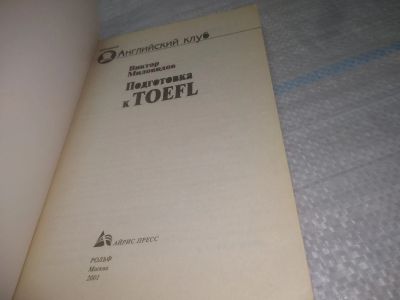 Английский клуб
Виктор
Миловидов
Подготовка
к TOEFL
АЙРИС ПРЕСС
РОЛЬФ
Москва
2001